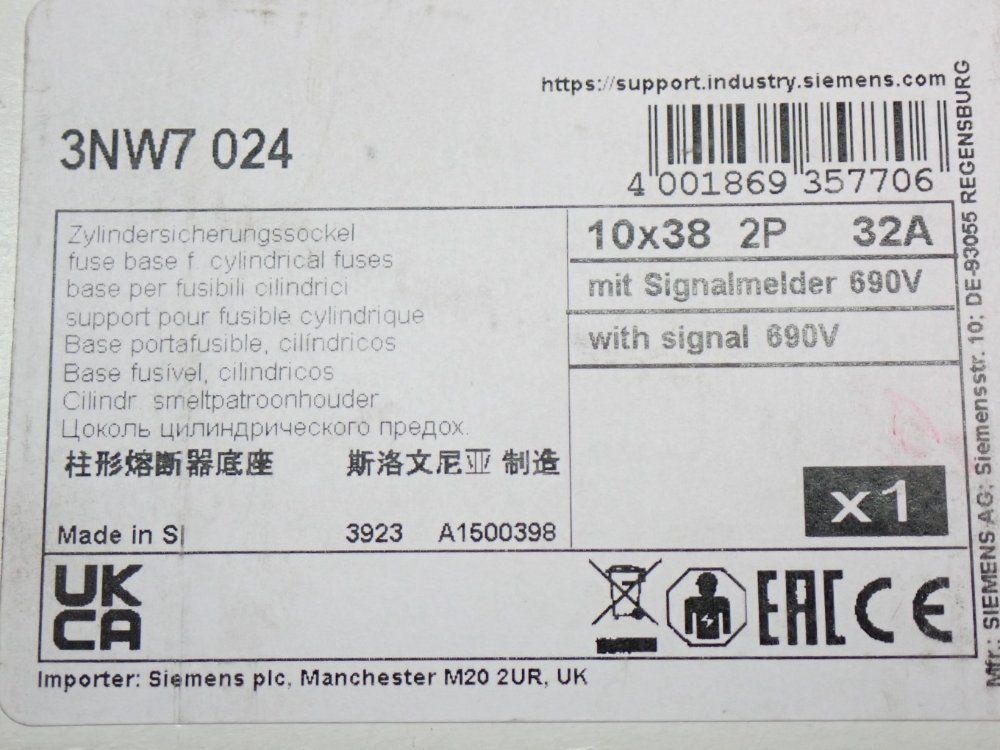 https://support.industry.siemens.com
3NW7 024
4 001869 357706
Zylindersicherungssockel
fuse base f. cylindrical fuses
base per fusibili cilindrici
support pour fusible cylindrique
Base portafusible, cilíndricos
Base fusível, cilíndricos
Cilindr. smeltpatroonhouder
Цоколь цилиндрического предох.
柱形熔断器底座 斯洛文尼亚 制造
Made in SI 3923 A1500398
10x38 2P 32A
mit Signalmelder 690V
with signal 690V
x1
UK
CA
EAC CE
Importer: Siemens plc, Manchester M20 2UR, UK
Mfr.: SIEMENS AG; Siemensstr. 10; DE-93055 REGENSBURG